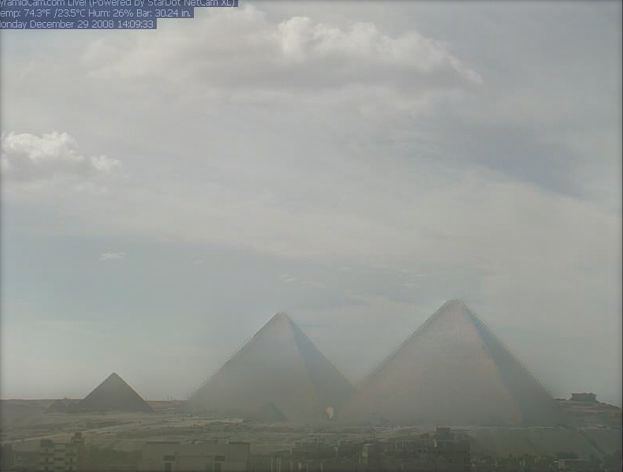 yramidCam.com Live! (Powered by StarDot NetCam XL)
emp: 74.3°F /23.5°C Hum: 26% Bar: 30.24 in.
onday December 29 2008 14:09:33